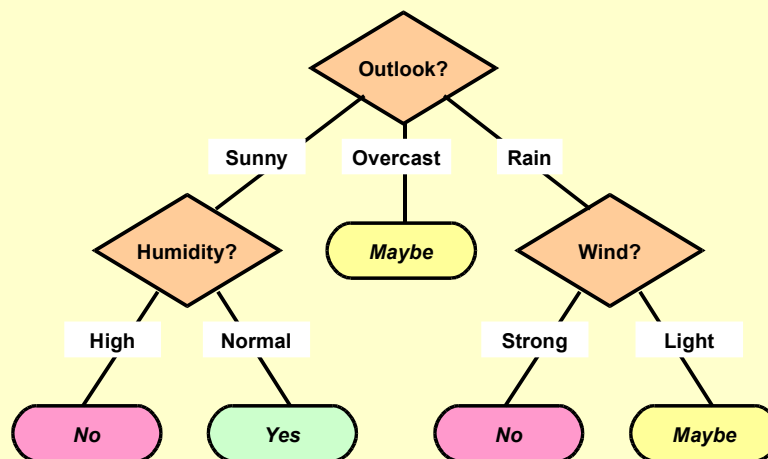 Outlook?
Sunny
Overcast
Rain
Humidity?
Maybe
Wind?
High
Normal
Strong
Light
No
Yes
No
Maybe